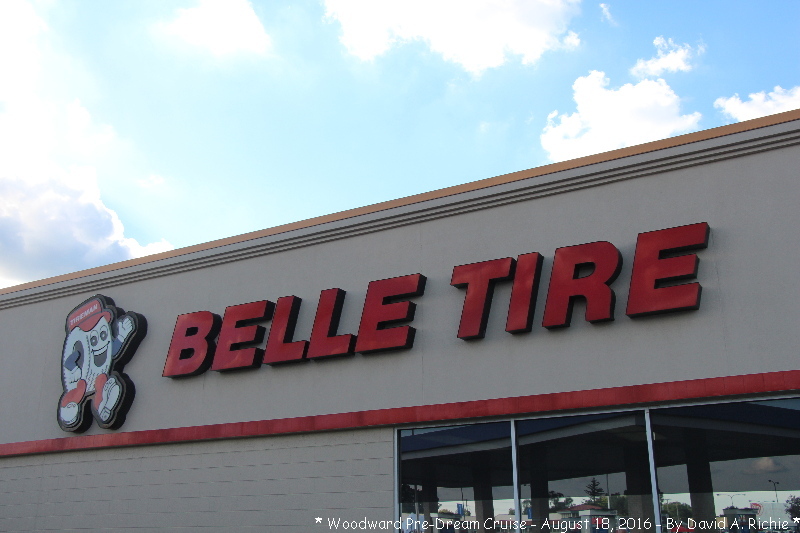 TIREMAN
BELLE TIRE
* Woodward Pre-Dream Cruise - August 18, 2016 - By David A. Richie *